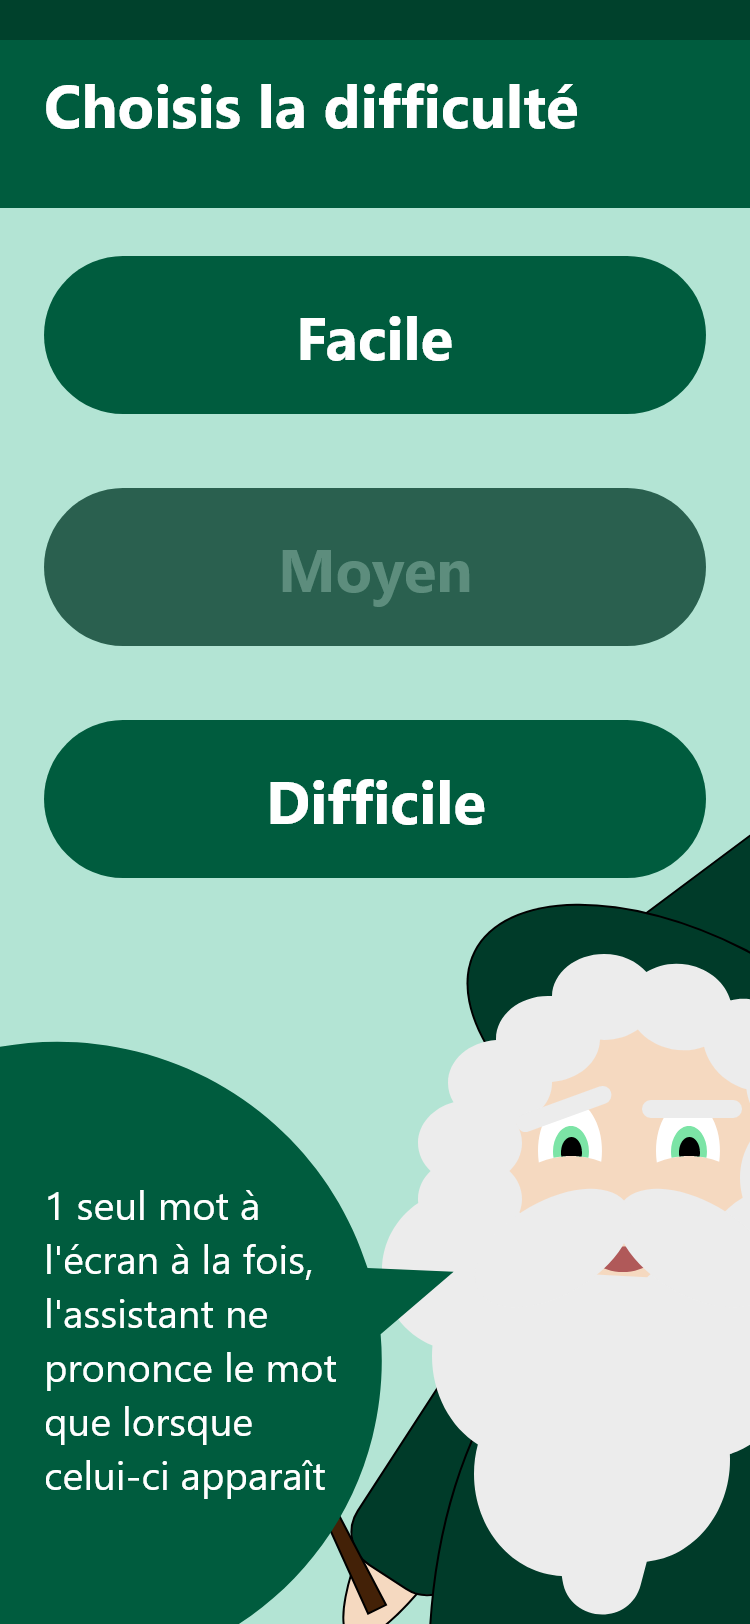 Choisis la difficulté
Facile
Moyen
Difficile
1 seul mot à
l'écran à la fois,
l'assistant ne
prononce le mot
que lorsque
celui-ci apparaît